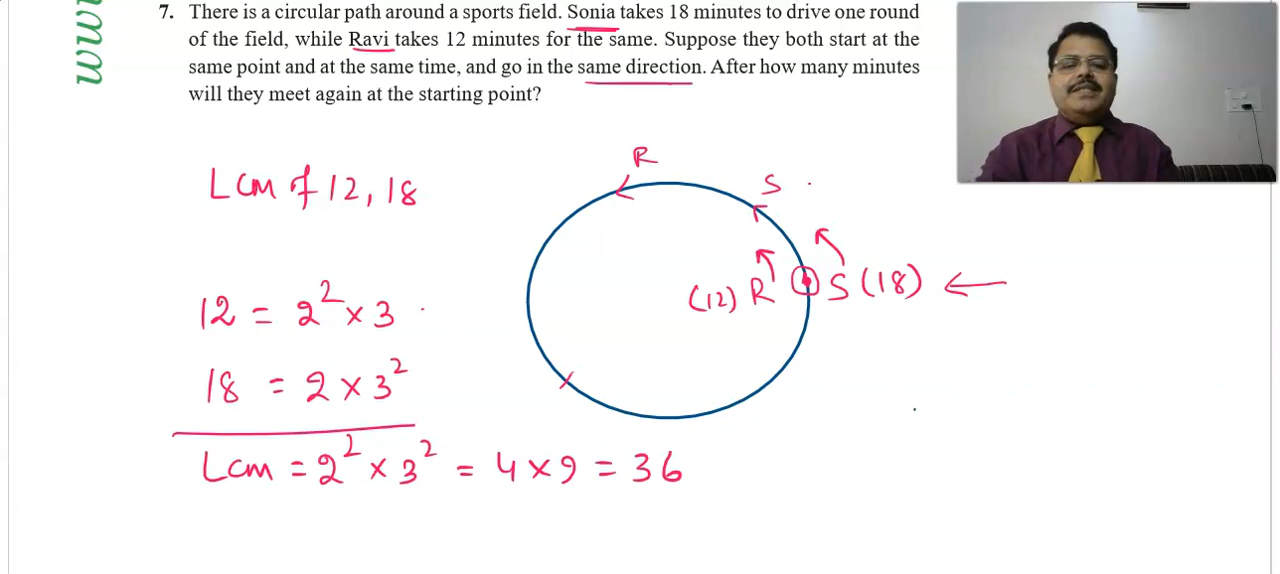 7. There is a circular path around a sports field. Sonia takes 18 minutes to drive one round
of the field, while Ravi takes 12 minutes for the same. Suppose they both start at the
same point and at the same time, and go in the same direction. After how many minutes
will they meet again at the starting point?
www
LCM of 12, 18
R
S
(12) R S (18)
12 = 2² × 3
18 = 2 × 3²
LCM = 2² × 3² = 4 × 9 = 36